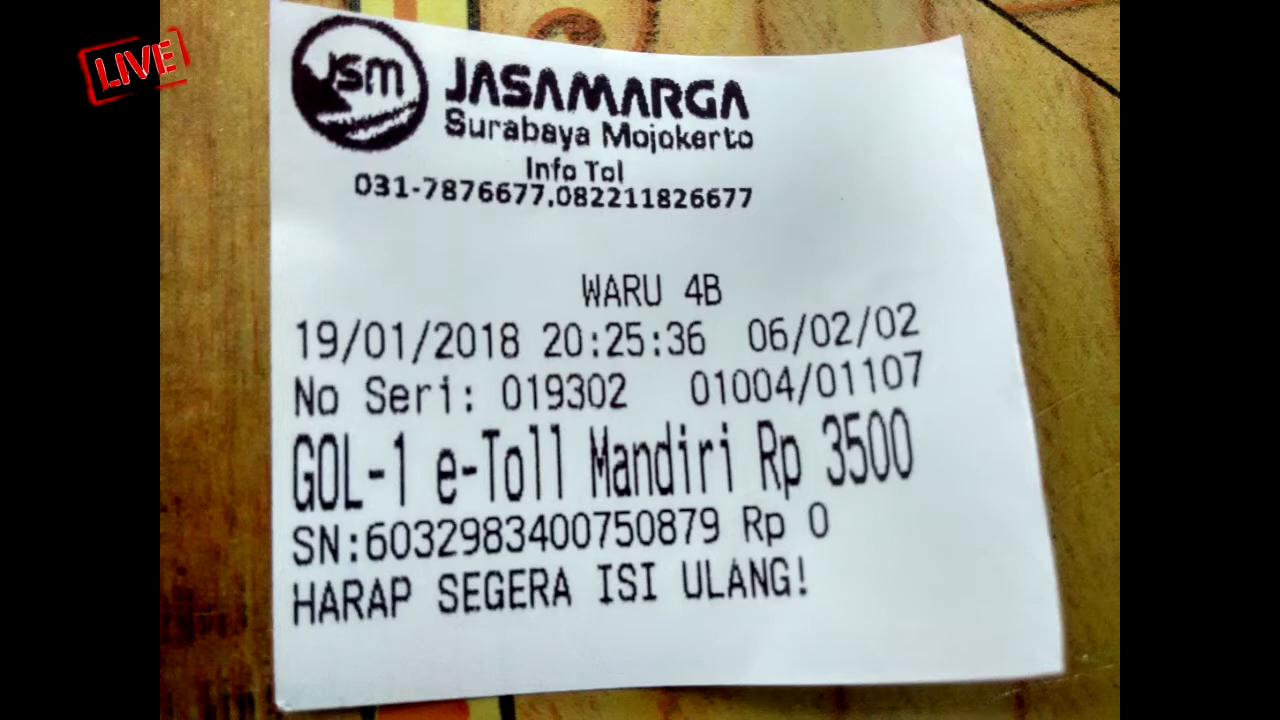 LIVE
JSM
JASAMARGA
Surabaya Mojokerto
Info Tol
031-7876677,082211826677
WARU 4B
19/01/2018 20:25:36 06/02/02
No Seri: 019302 01004/01107
GOL-1 e-Toll Mandiri Rp 3500
SN:6032983400750879 Rp 0
HARAP SEGERA ISI ULANG!